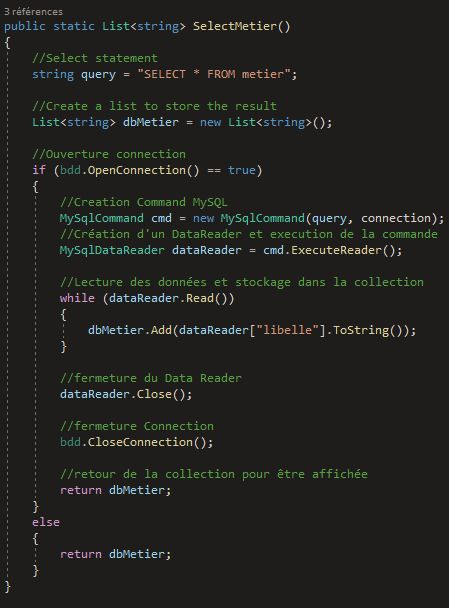 3 références
public static List<string> SelectMetier()
{
//Select statement
string query = "SELECT * FROM metier";
//Create a list to store the result
List<string> dbMetier = new List<string>();
//Ouverture connection
if (bdd.OpenConnection() == true)
{
//Creation Command MySQL
MySqlCommand cmd = new MySqlCommand(query, connection);
//Création d'un DataReader et execution de la commande
MySqlDataReader dataReader = cmd.ExecuteReader();
//Lecture des données et stockage dans la collection
while (dataReader.Read())
{
dbMetier.Add(dataReader["libelle"].ToString());
}
//fermeture du Data Reader
dataReader.Close();
//fermeture Connection
bdd.CloseConnection();
//retour de la collection pour être affichée
return dbMetier;
}
else
{
return dbMetier;
}
}